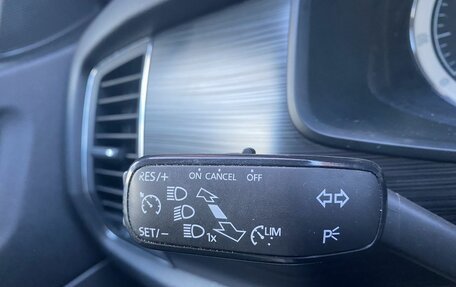 RES/+ ON CANCEL OFF
LIM
SET/– 1x P